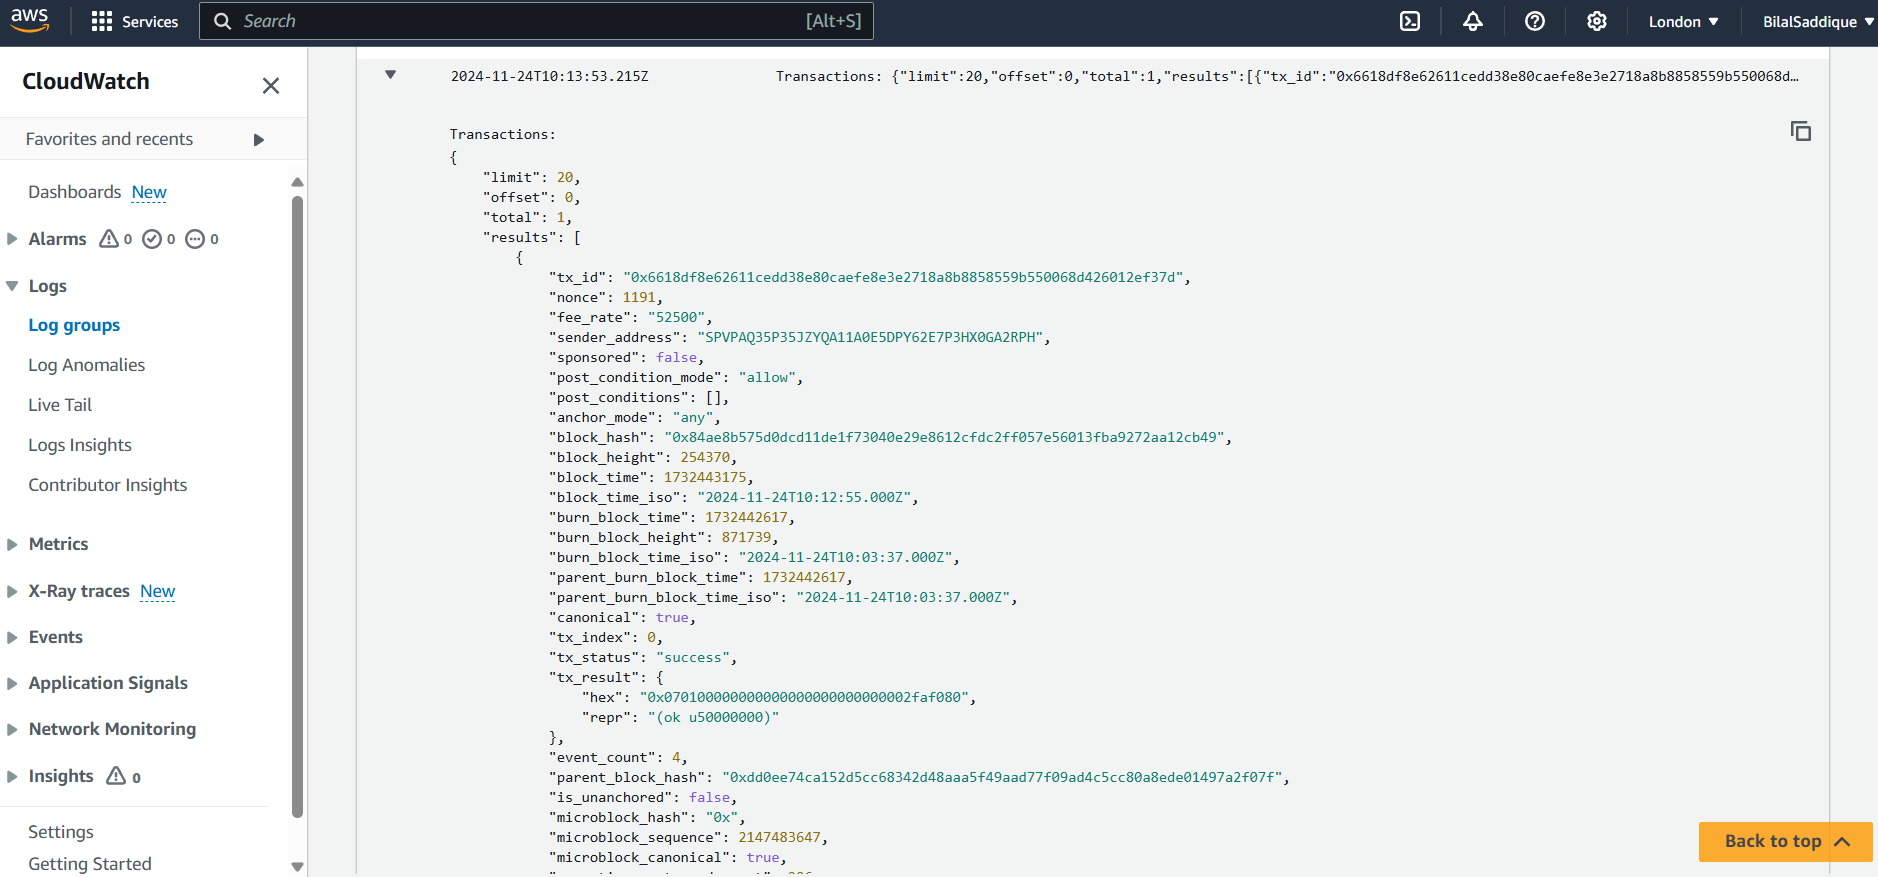 aws
Services
Search
[Alt+S]
London
BilalSaddique
CloudWatch
Favorites and recents
Dashboards New
Alarms 0 0 0
Logs
Log groups
Log Anomalies
Live Tail
Logs Insights
Contributor Insights
Metrics
X-Ray traces New
Events
Application Signals
Network Monitoring
Insights 0
Settings
Getting Started
2024-11-24T10:13:53.215Z
Transactions: {"limit":20,"offset":0,"total":1,"results":[{"tx_id":"0x6618df8e62611cedd38e80caefe8e3e2718a8b8858559b550068d…
Transactions:
{
"limit": 20,
"offset": 0,
"total": 1,
"results": [
{
"tx_id": "0x6618df8e62611cedd38e80caefe8e3e2718a8b8858559b550068d426012ef37d",
"nonce": 1191,
"fee_rate": "52500",
"sender_address": "SPVPAQ35P35JZYQA11A0E5DPY62E7P3HX0GA2RPH",
"sponsored": false,
"post_condition_mode": "allow",
"post_conditions": [],
"anchor_mode": "any",
"block_hash": "0x84ae8b575d0dcd11de1f73040e29e8612cfdc2ff057e56013fba9272aa12cb49",
"block_height": 254370,
"block_time": 1732443175,
"block_time_iso": "2024-11-24T10:12:55.000Z",
"burn_block_time": 1732442617,
"burn_block_height": 871739,
"burn_block_time_iso": "2024-11-24T10:03:37.000Z",
"parent_burn_block_time": 1732442617,
"parent_burn_block_time_iso": "2024-11-24T10:03:37.000Z",
"canonical": true,
"tx_index": 0,
"tx_status": "success",
"tx_result": {
"hex": "0x070100000000000000000000000002faf080",
"repr": "(ok u50000000)"
},
"event_count": 4,
"parent_block_hash": "0xdd0ee74ca152d5cc68342d48aaa5f49aad77f09ad4c5cc80a8ede01497a2f07f",
"is_unanchored": false,
"microblock_hash": "0x",
"microblock_sequence": 2147483647,
"microblock_canonical": true,
Back to top